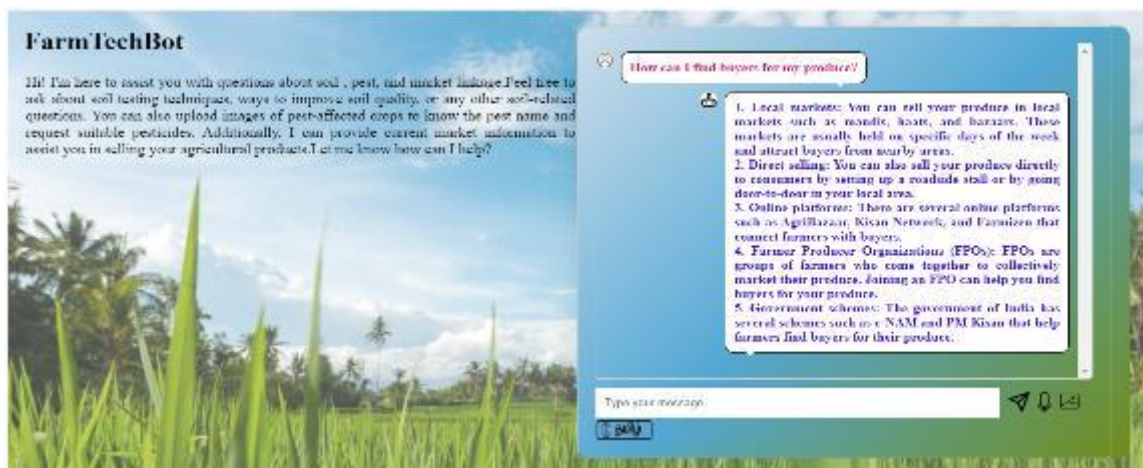 FarmTechBot
Hi! I'm here to assist you with questions about soil , pest, and market linkage.Feel free to
ask about soil testing techniques, ways to improve soil quality, or any other soil-related
questions. You can also upload images of pest-affected crops to know the pest name and
request suitable pesticides. Additionally, I can provide current market information to
assist you in selling your agricultural products.Let me know how can I help?
How can I find buyers for my produce?
1. Local markets: You can sell your produce in local
markets such as mandis, haats, and bazaars. These
markets are usually held on specific days of the week
and attract buyers from nearby areas.
2. Direct selling: You can also sell your produce directly
to consumers by setting up a roadside stall or by going
door-to-door in your local area.
3. Online platforms: There are several online platforms
such as AgriBazaar, Kisan Network, and Farmizen that
connect farmers with buyers.
4. Farmer Producer Organizations (FPOs): FPOs are
groups of farmers who come together to collectively
market their produce. Joining an FPO can help you find
buyers for your produce.
5. Government schemes: The government of India has
several schemes such as e-NAM and PM Kisan that help
farmers find buyers for their produce.
Type your message